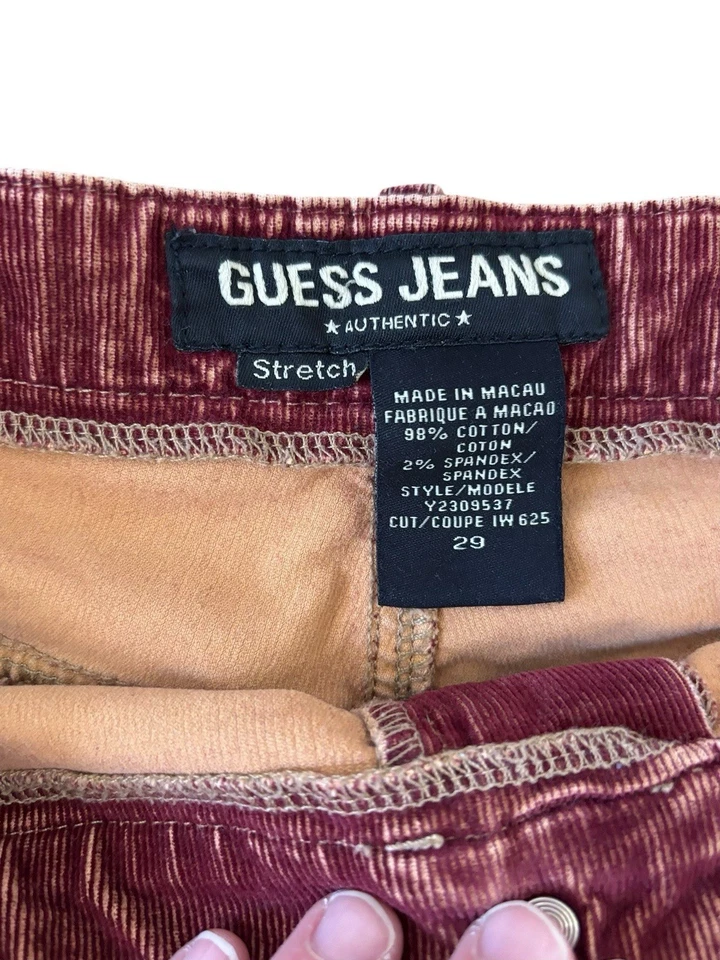 GUESS JEANS
★ AUTHENTIC ★
Stretch
MADE IN MACAU
FABRIQUE A MACAO
98% COTTON/
COTON
2% SPANDEX/
SPANDEX
STYLE/MODELE
Y2309537
CUT/COUPE IW 625
29